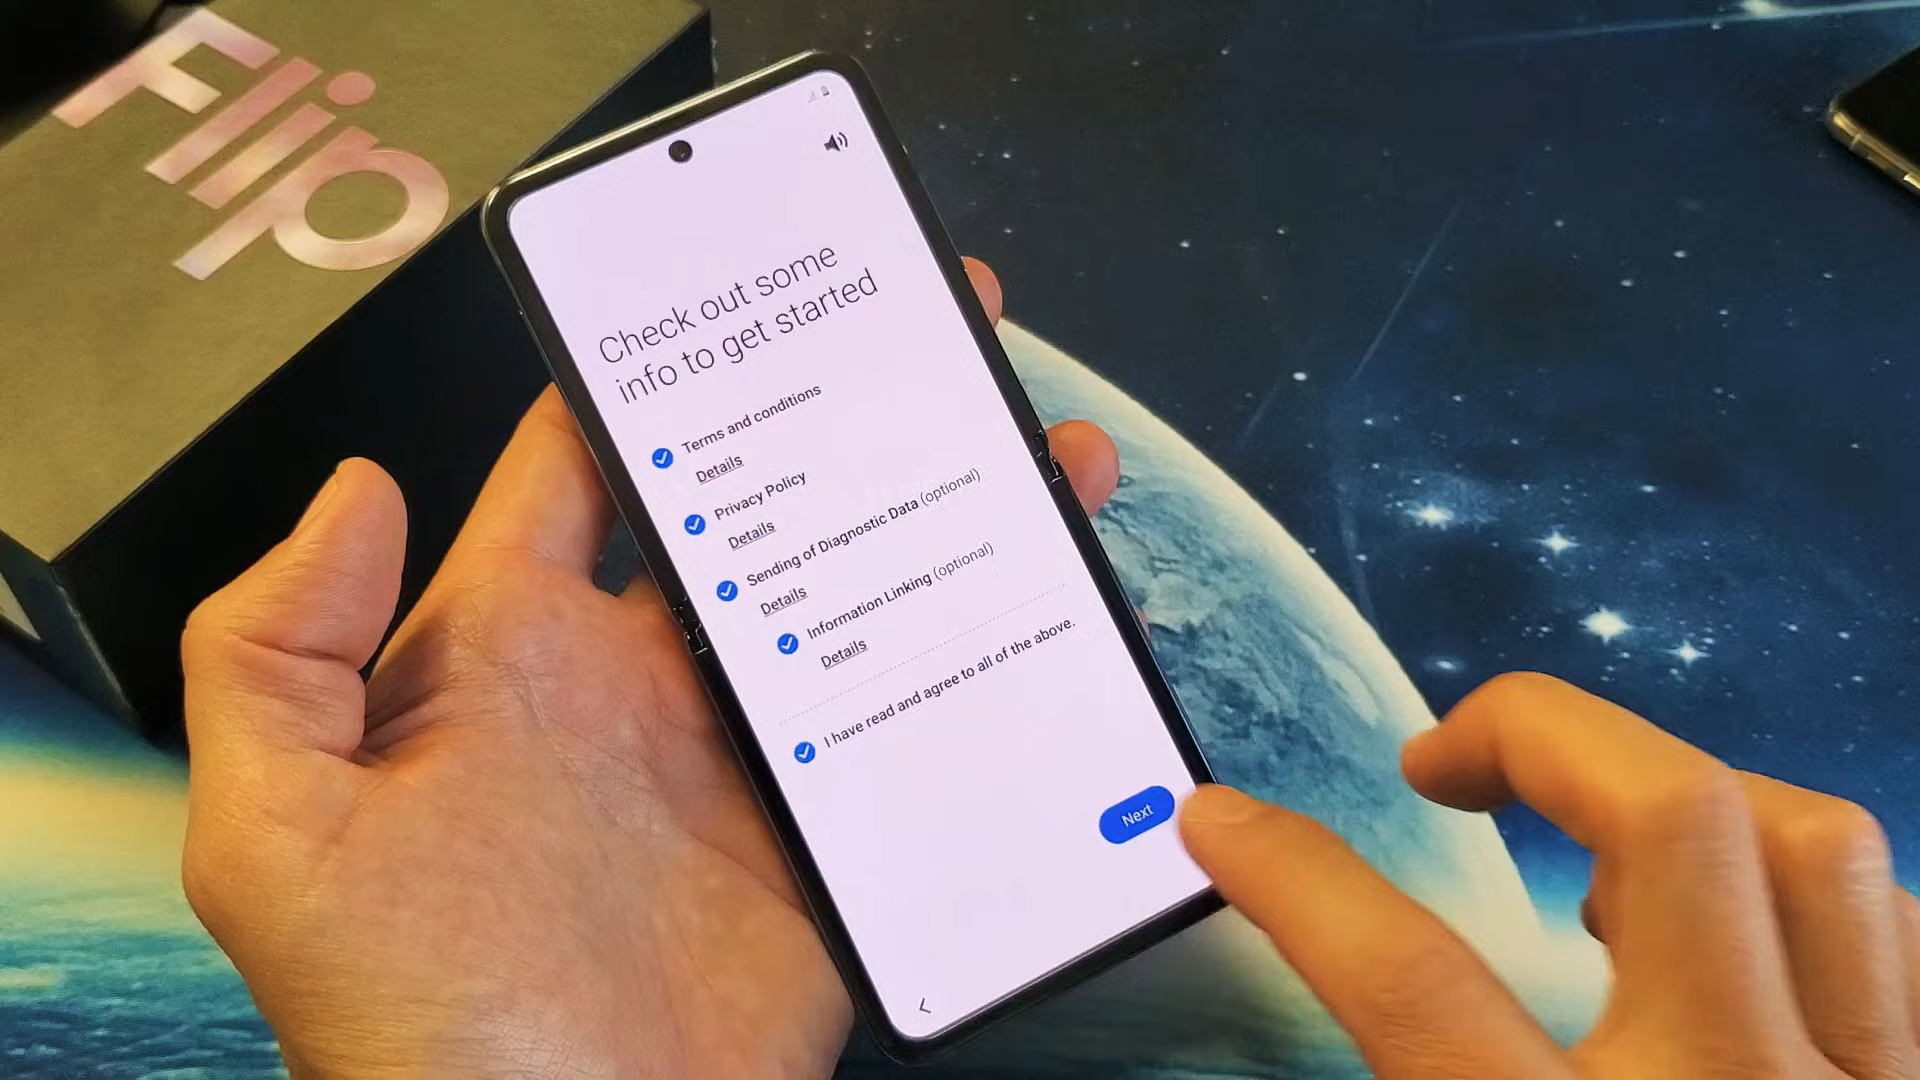 Flip
Check out some
info to get started
Terms and conditions
Details
Privacy Policy
Details
Sending of Diagnostic Data (optional)
Details
Information Linking (optional)
Details
I have read and agree to all of the above.
Next